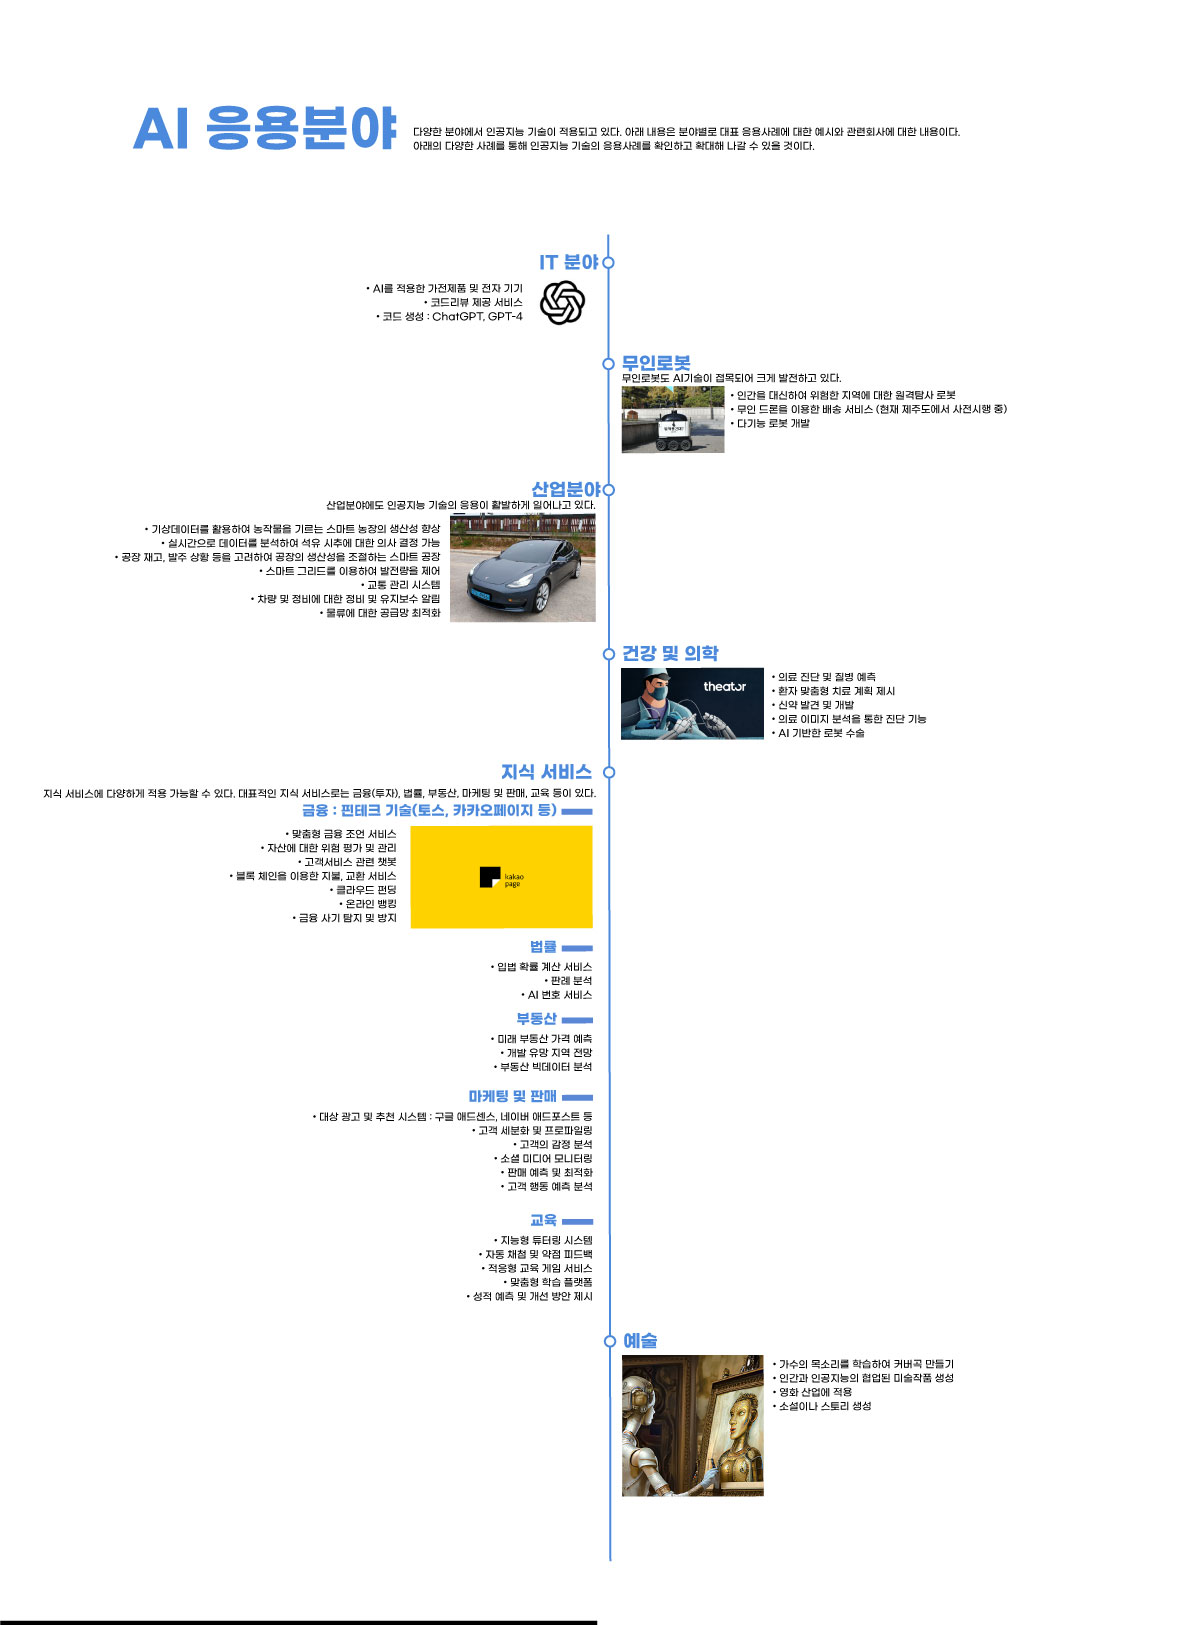 AI 응용분야
다양한 분야에서 인공지능 기술이 적용되고 있다. 아래 내용은 분야별로 대표 응용사례에 대한 예시와 관련회사에 대한 내용이다.
아래의 다양한 사례를 통해 인공지능 기술의 응용사례를 확인하고 확대해 나갈 수 있을 것이다.
IT 분야
• AI를 적용한 가전제품 및 전자 기기
• 코드리뷰 제공 서비스
• 코드 생성 : ChatGPT, GPT-4
무인로봇
무인로봇도 AI기술이 접목되어 크게 발전하고 있다.
• 인간을 대신하여 위험한 지역에 대한 원격탐사 로봇
• 무인 드론을 이용한 배송 서비스 (현재 제주도에서 사전시행 중)
• 다기능 로봇 개발
산업분야
산업분야에도 인공지능 기술의 응용이 활발하게 일어나고 있다.
• 기상데이터를 활용하여 농작물을 기르는 스마트 농장의 생산성 향상
• 실시간으로 데이터를 분석하여 석유 시추에 대한 의사 결정 가능
• 공장 재고, 발주 상황 등을 고려하여 공장의 생산성을 조절하는 스마트 공장
• 스마트 그리드를 이용하여 발전량을 제어
• 교통 관리 시스템
• 차량 및 정비에 대한 정비 및 유지보수 알림
• 물류에 대한 공급망 최적화
건강 및 의학
theator
• 의료 진단 및 질병 예측
• 환자 맞춤형 치료 계획 제시
• 신약 발견 및 개발
• 의료 이미지 분석을 통한 진단 기능
• AI 기반한 로봇 수술
지식 서비스
지식 서비스에 다양하게 적용 가능할 수 있다. 대표적인 지식 서비스로는 금융(투자), 법률, 부동산, 마케팅 및 판매, 교육 등이 있다.
금융 : 핀테크 기술(토스, 카카오페이지 등)
• 맞춤형 금융 조언 서비스
• 자산에 대한 위험 평가 및 관리
• 고객서비스 관련 챗봇
• 블록 체인을 이용한 지불, 교환 서비스
• 클라우드 펀딩
• 온라인 뱅킹
• 금융 사기 탐지 및 방지
kakao
page
법률
• 입법 확률 계산 서비스
• 판례 분석
• AI 변호 서비스
부동산
• 미래 부동산 가격 예측
• 개발 유망 지역 전망
• 부동산 빅데이터 분석
마케팅 및 판매
• 대상 광고 및 추천 시스템 : 구글 애드센스, 네이버 애드포스트 등
• 고객 세분화 및 프로파일링
• 고객의 감정 분석
• 소셜 미디어 모니터링
• 판매 예측 및 최적화
• 고객 행동 예측 분석
교육
• 지능형 튜터링 시스템
• 자동 채첨 및 약점 피드백
• 적응형 교육 게임 서비스
• 맞춤형 학습 플랫폼
• 성적 예측 및 개선 방안 제시
예술
• 가수의 목소리를 학습하여 커버곡 만들기
• 인간과 인공지능의 협업된 미술작품 생성
• 영화 산업에 적용
• 소설이나 스토리 생성